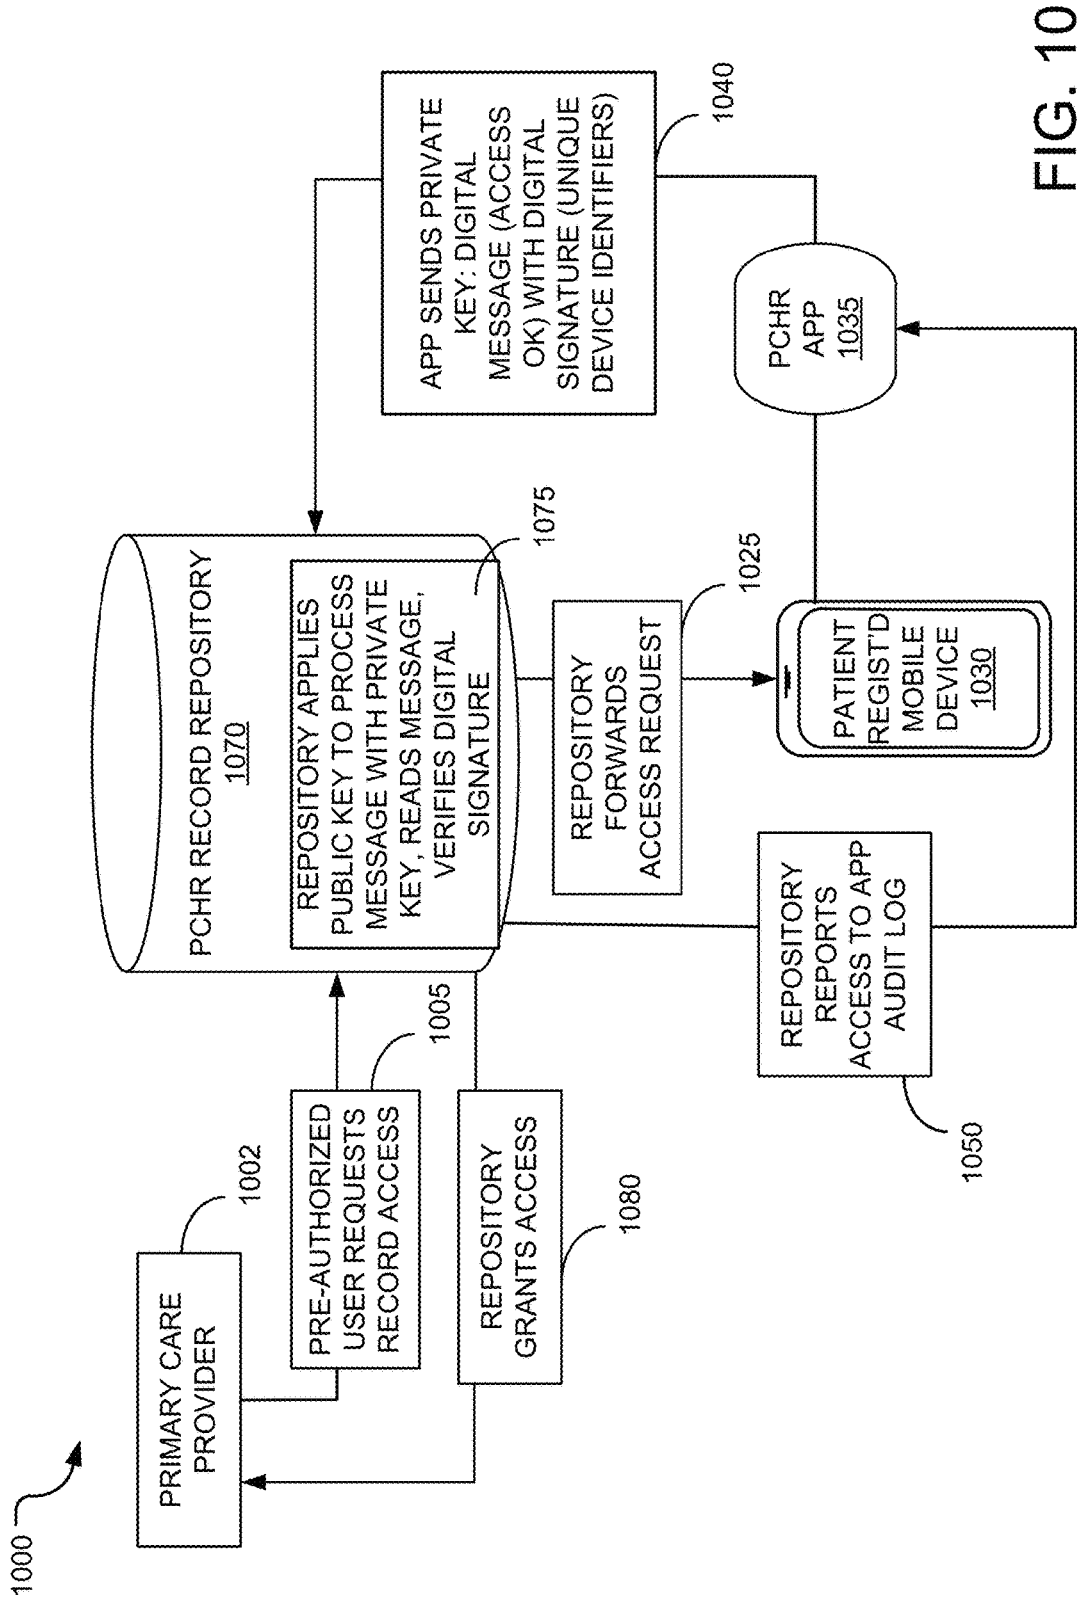 1000
PRIMARY CARE
PROVIDER
1002
PRE-AUTHORIZED
USER REQUESTS
RECORD ACCESS
1005
REPOSITORY
GRANTS ACCESS
1080
PCHR RECORD REPOSITORY
1070
REPOSITORY APPLIES
PUBLIC KEY TO PROCESS
MESSAGE WITH PRIVATE
KEY, READS MESSAGE,
VERIFIES DIGITAL
SIGNATURE
1075
REPOSITORY
FORWARDS
ACCESS REQUEST
1025
PATIENT
REGIST'D
MOBILE
DEVICE
1030
PCHR
APP
1035
APP SENDS PRIVATE
KEY: DIGITAL
MESSAGE (ACCESS
OK) WITH DIGITAL
SIGNATURE (UNIQUE
DEVICE IDENTIFIERS)
1040
REPOSITORY
REPORTS
ACCESS TO APP
AUDIT LOG
1050
FIG. 10